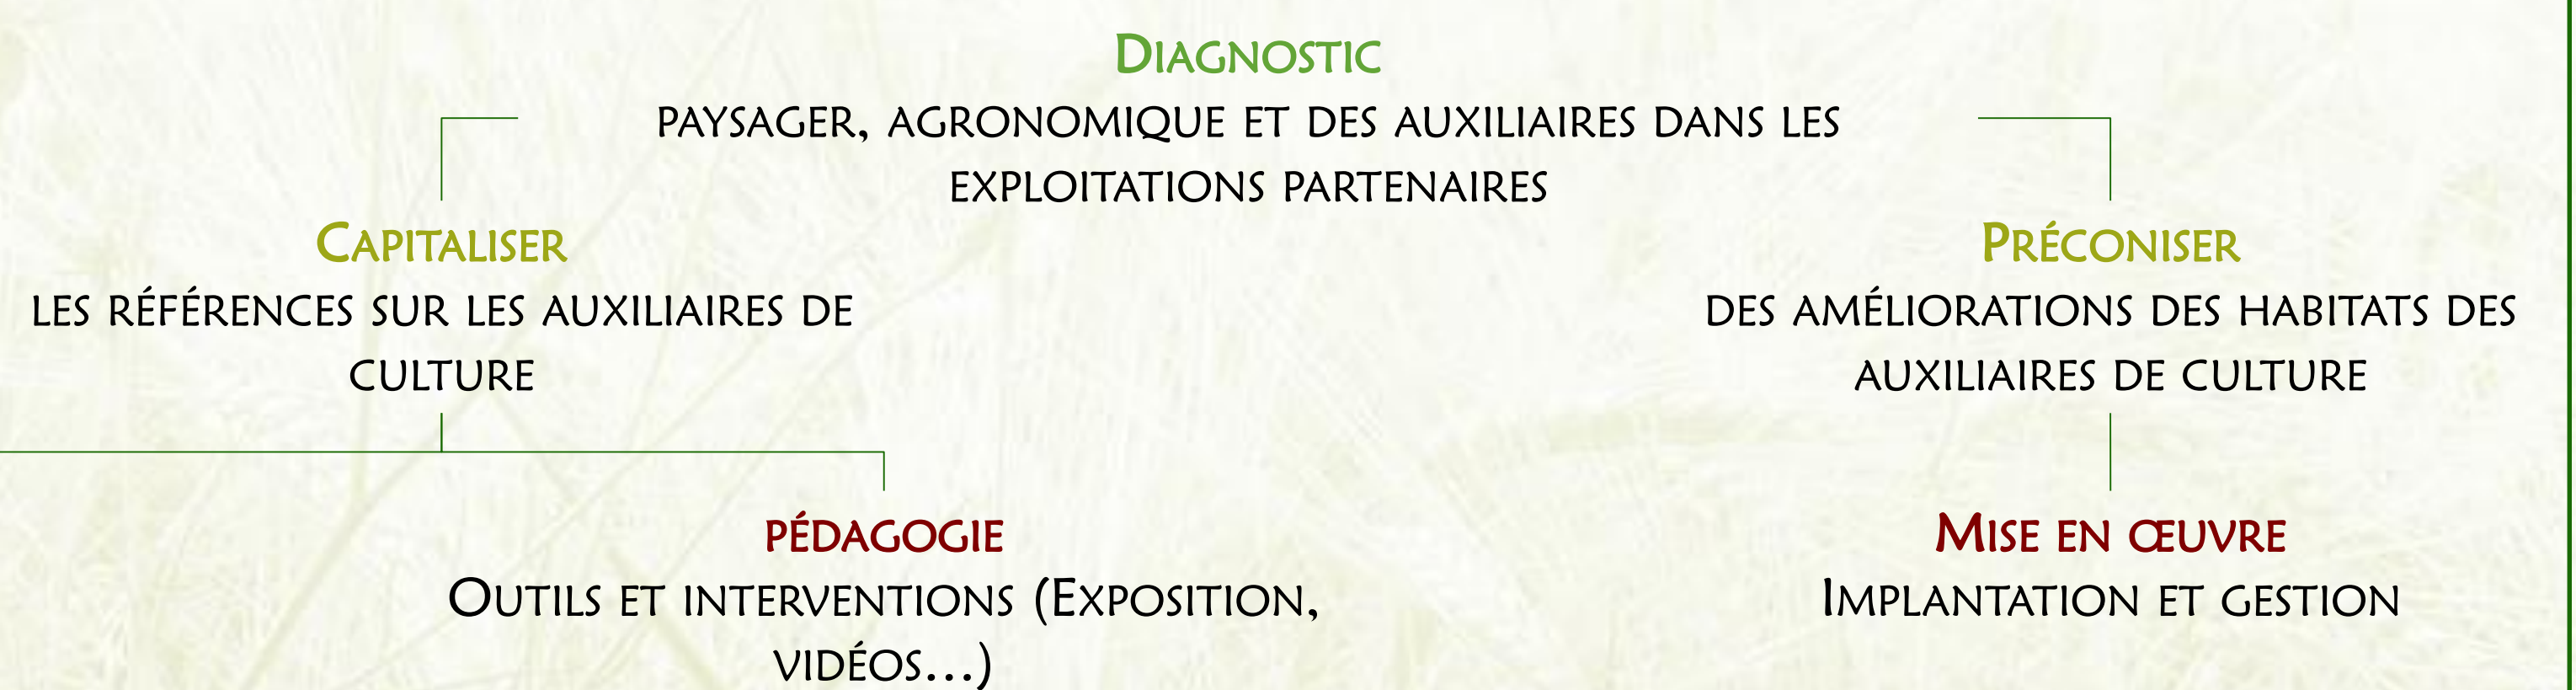 Diagnostic
paysager, agronomique et des auxiliaires dans les
exploitations partenaires
Capitaliser
les références sur les auxiliaires de
culture
Préconiser
des améliorations des habitats des
auxiliaires de culture
pédagogie
Outils et interventions (Exposition,
vidéos…)
Mise en œuvre
Implantation et gestion